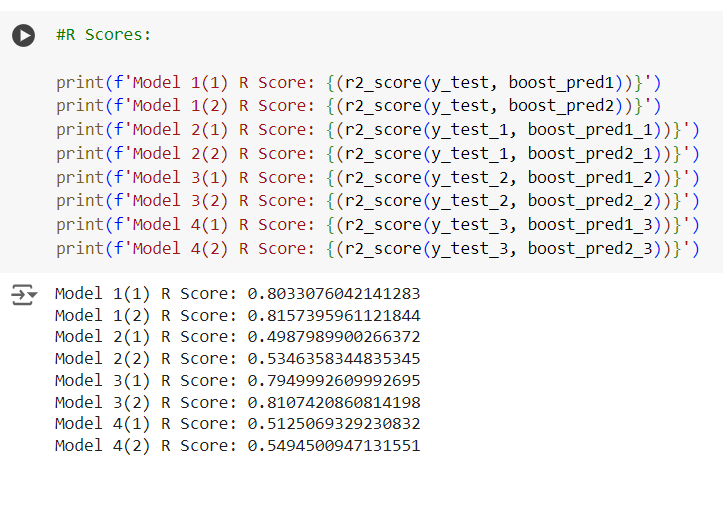 #R Scores:
print(f'Model 1(1) R Score: {(r2_score(y_test, boost_pred1))}')
print(f'Model 1(2) R Score: {(r2_score(y_test, boost_pred2))}')
print(f'Model 2(1) R Score: {(r2_score(y_test_1, boost_pred1_1))}')
print(f'Model 2(2) R Score: {(r2_score(y_test_1, boost_pred2_1))}')
print(f'Model 3(1) R Score: {(r2_score(y_test_2, boost_pred1_2))}')
print(f'Model 3(2) R Score: {(r2_score(y_test_2, boost_pred2_2))}')
print(f'Model 4(1) R Score: {(r2_score(y_test_3, boost_pred1_3))}')
print(f'Model 4(2) R Score: {(r2_score(y_test_3, boost_pred2_3))}')
Model 1(1) R Score: 0.8033076042141283
Model 1(2) R Score: 0.8157395961121844
Model 2(1) R Score: 0.4987989900266372
Model 2(2) R Score: 0.5346358344835345
Model 3(1) R Score: 0.7949992609992695
Model 3(2) R Score: 0.8107420860814198
Model 4(1) R Score: 0.5125069329230832
Model 4(2) R Score: 0.5494500947131551